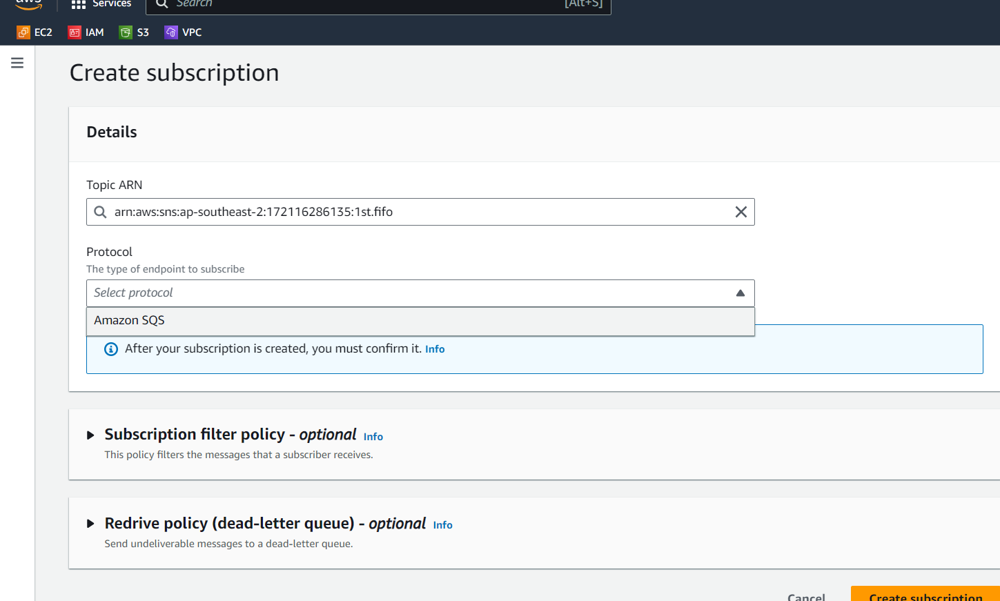 aws
Services
Search
[Alt+S]
EC2 IAM S3 VPC
Create subscription
Details
Topic ARN
arn:aws:sns:ap-southeast-2:172116286135:1st.fifo
Protocol
The type of endpoint to subscribe
Select protocol
Amazon SQS
After your subscription is created, you must confirm it. Info
Subscription filter policy - optional Info
This policy filters the messages that a subscriber receives.
Redrive policy (dead-letter queue) - optional Info
Send undeliverable messages to a dead-letter queue.
Cancel
Create subscription